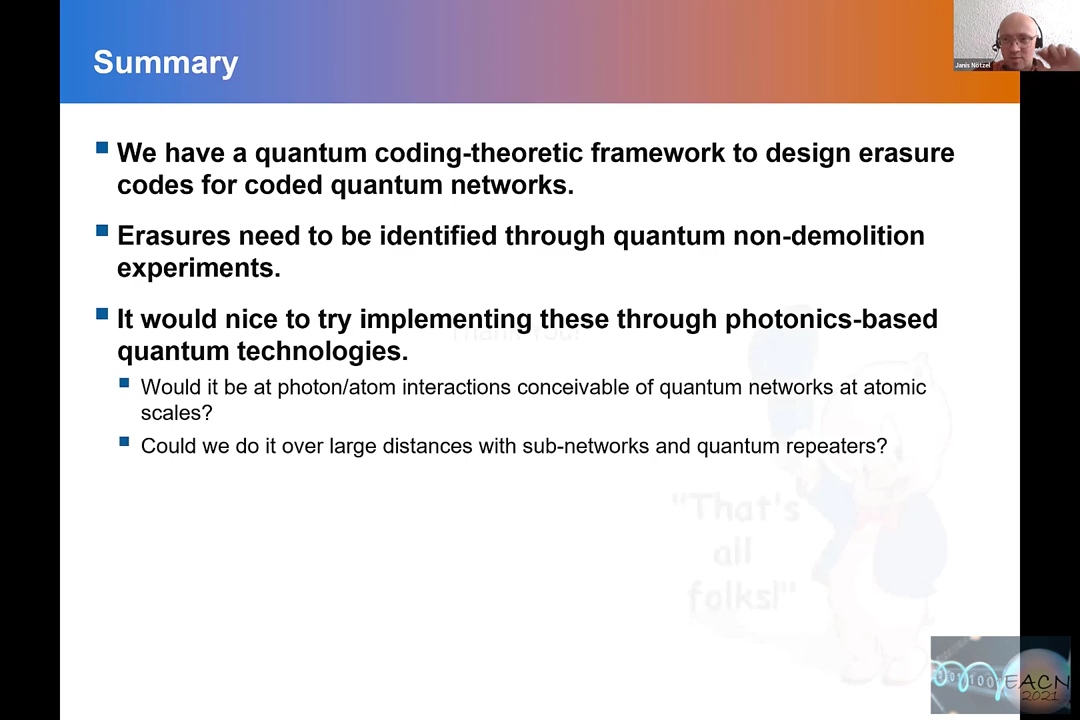 Summary
Janis Nötzel
We have a quantum coding-theoretic framework to design erasure
codes for coded quantum networks.
Erasures need to be identified through quantum non-demolition
experiments.
It would nice to try implementing these through photonics-based
quantum technologies.
Would it be at photon/atom interactions conceivable of quantum networks at atomic
scales?
Could we do it over large distances with sub-networks and quantum repeaters?
"That's
all
folks!"
EACN
2021